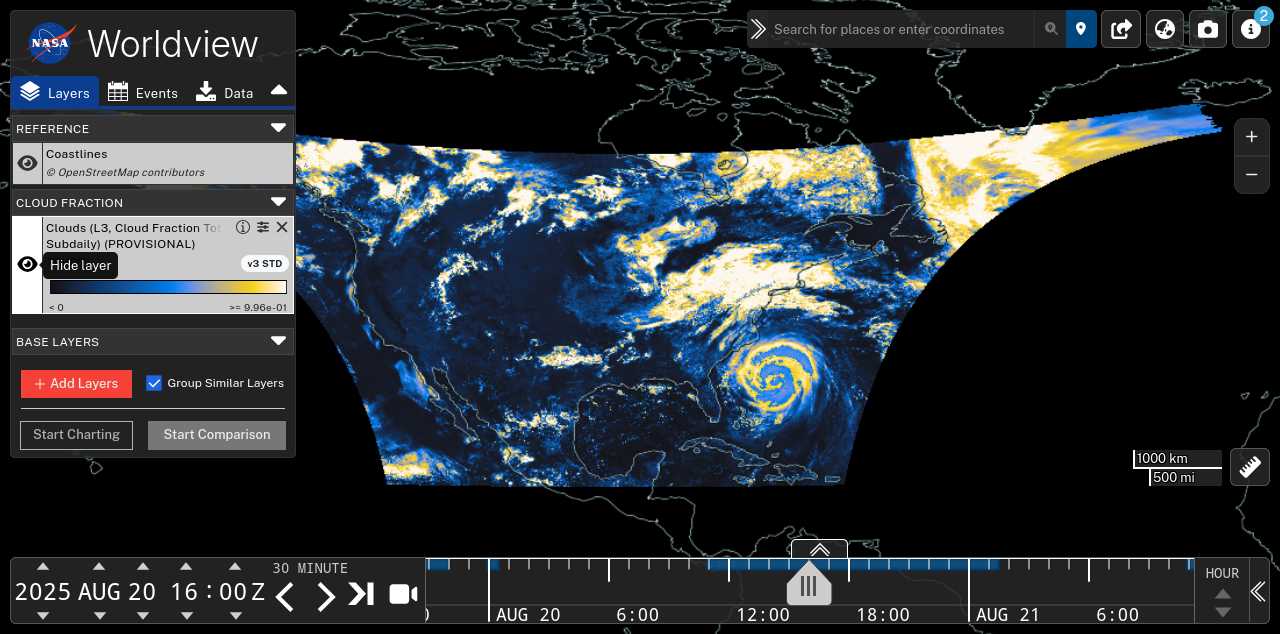 NASA Worldview
Search for places or enter coordinates
2
Layers
Events
Data
REFERENCE
Coastlines
© OpenStreetMap contributors
CLOUD FRACTION
Clouds (L3, Cloud Fraction
Subdaily) (PROVISIONAL)
Hide layer
v3 STD
< 0
>= 9.96e-01
BASE LAYERS
+ Add Layers
Group Similar Layers
Start Charting
Start Comparison
+
−
1000 km
500 mi
2025 AUG 20 16 : 00 Z
30 MINUTE
AUG 20
6:00
12:00
18:00
AUG 21
6:00
HOUR